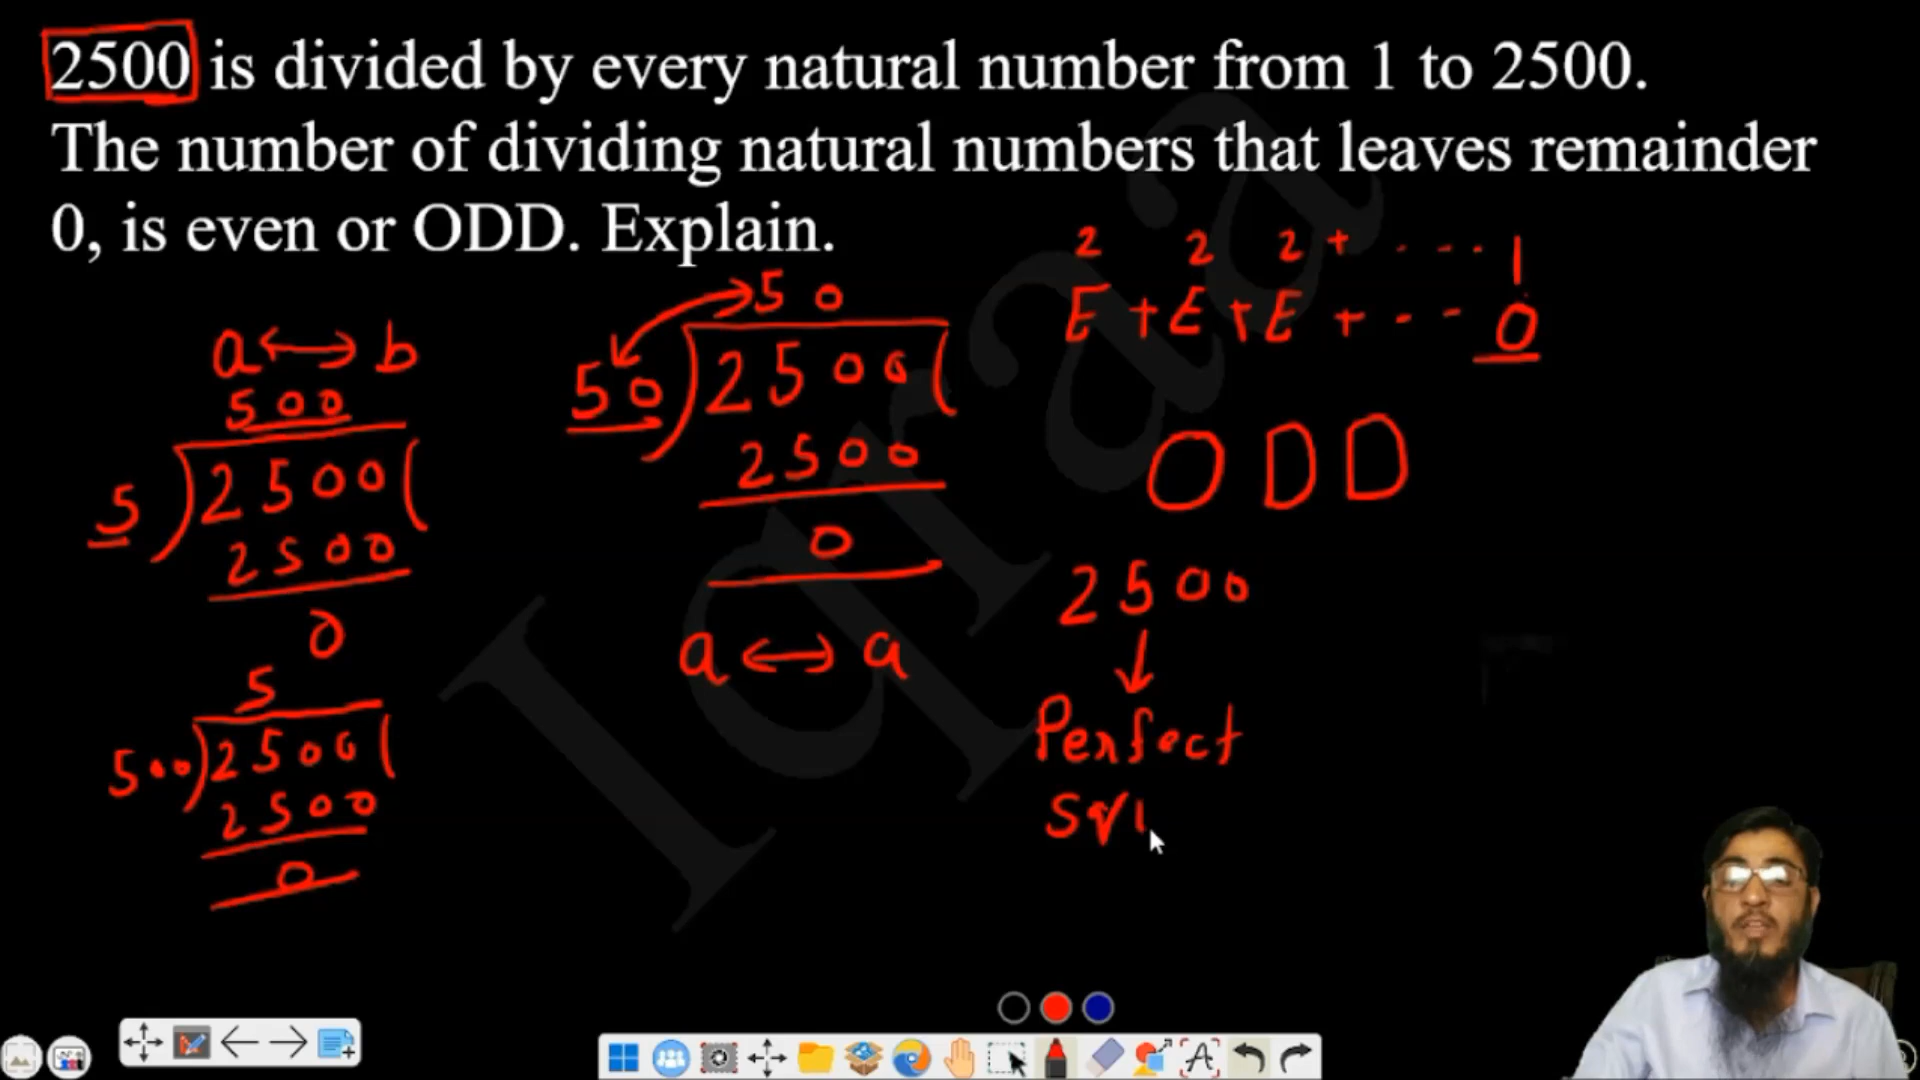 2500 is divided by every natural number from 1 to 2500.
The number of dividing natural numbers that leaves remainder
0, is even or ODD. Explain.
2 2 2 + - - - - 1
E + E + E + - - - 0
ODD
a ↔ b
500
5 ) 2500 (
2500
0
5
500 ) 2500 (
2500
0
50
50 ) 2500 (
2500
0
a ↔ a
2500
↓
Perfect
Iqraa